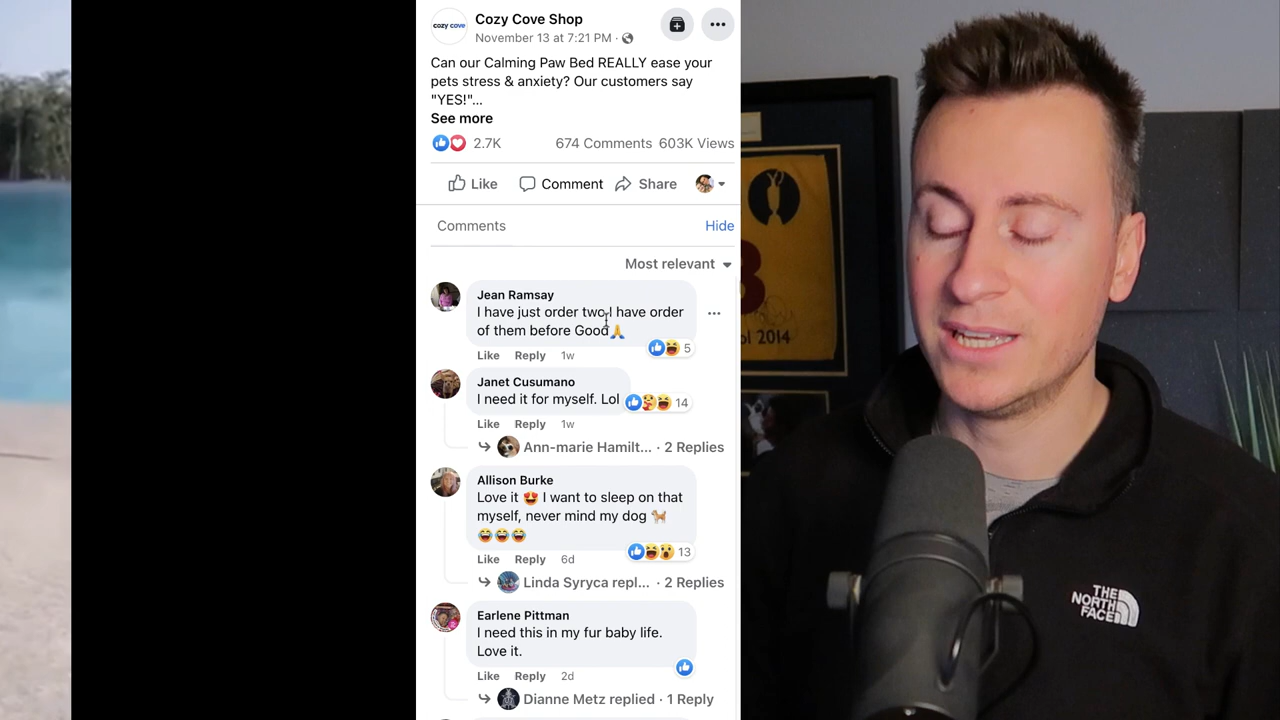 cozy cove
Cozy Cove Shop
November 13 at 7:21 PM ·
Can our Calming Paw Bed REALLY ease your
pets stress & anxiety? Our customers say
"YES!"...
See more
2.7K 674 Comments 603K Views
Like Comment Share
Comments Hide
Most relevant
Jean Ramsay
I have just order two I have order
of them before Good🙏
5
Like Reply 1w
Janet Cusumano
I need it for myself. Lol
14
Like Reply 1w
Ann-marie Hamilt... · 2 Replies
Allison Burke
Love it 😍 I want to sleep on that
myself, never mind my dog 🐕
😂😂😂
13
Like Reply 6d
Linda Syryca repl... · 2 Replies
Earlene Pittman
I need this in my fur baby life.
Love it.
Like Reply 2d
Dianne Metz replied · 1 Reply
8
ol 2014
THE
NORTH
FACE